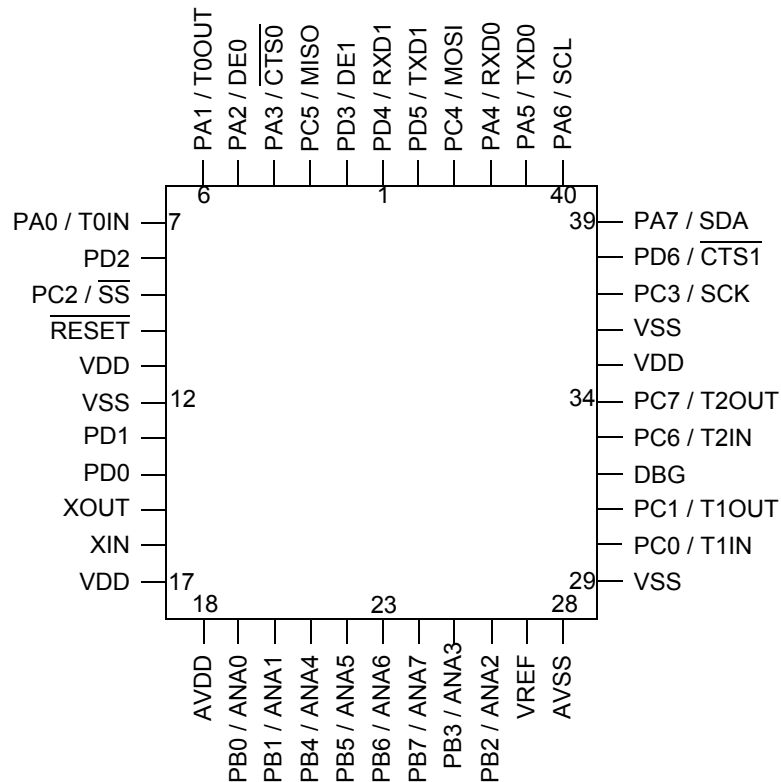 PA1 / T0OUT
PA2 / DE0
PA3 / C̅T̅S̅0̅
PC5 / MISO
PD3 / DE1
PD4 / RXD1
PD5 / TXD1
PC4 / MOSI
PA4 / RXD0
PA5 / TXD0
PA6 / SCL
6
1
40
PA0 / T0IN
7
PD2
PC2 / S̅S̅
R̅E̅S̅E̅T̅
VDD
VSS
12
PD1
PD0
XOUT
XIN
VDD
17
39
PA7 / SDA
PD6 / C̅T̅S̅1̅
PC3 / SCK
VSS
VDD
34
PC7 / T2OUT
PC6 / T2IN
DBG
PC1 / T1OUT
PC0 / T1IN
29
VSS
18
23
28
AVDD
PB0 / ANA0
PB1 / ANA1
PB4 / ANA4
PB5 / ANA5
PB6 / ANA6
PB7 / ANA7
PB3 / ANA3
PB2 / ANA2
VREF
AVSS